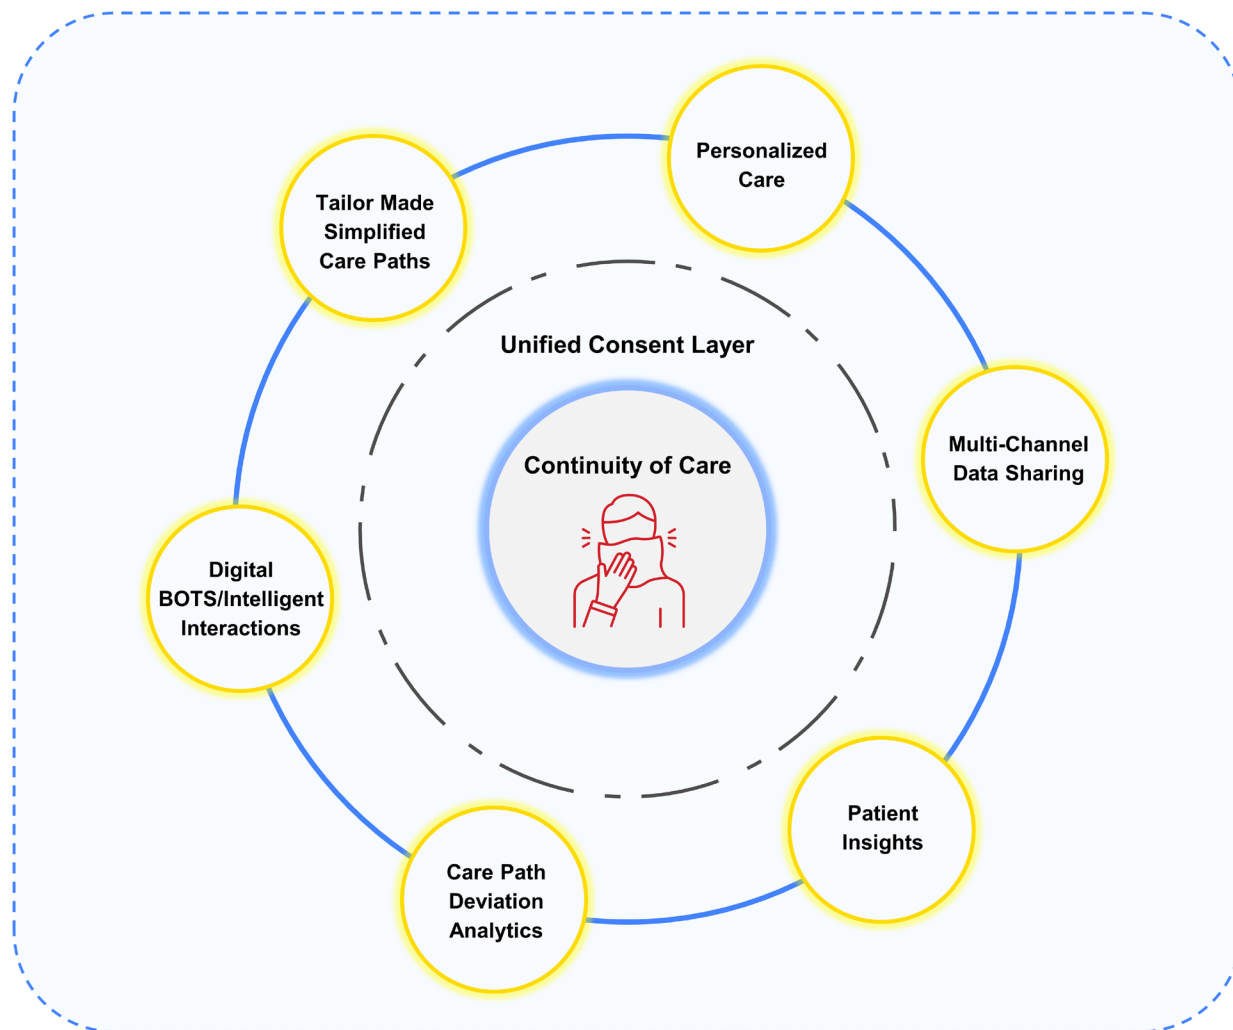 Personalized
Care
Tailor Made
Simplified
Care Paths
Unified Consent Layer
Multi-Channel
Data Sharing
Continuity of Care
Digital
BOTS/Intelligent
Interactions
Patient
Insights
Care Path
Deviation
Analytics